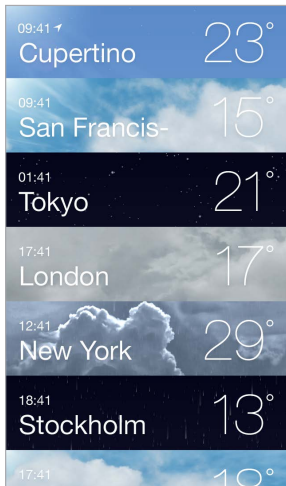 09:41
Cupertino
23°
09:41
San Francis-
15°
01:41
Tokyo
21°
17:41
London
17°
12:41
New York
29°
18:41
Stockholm
13°
17:41